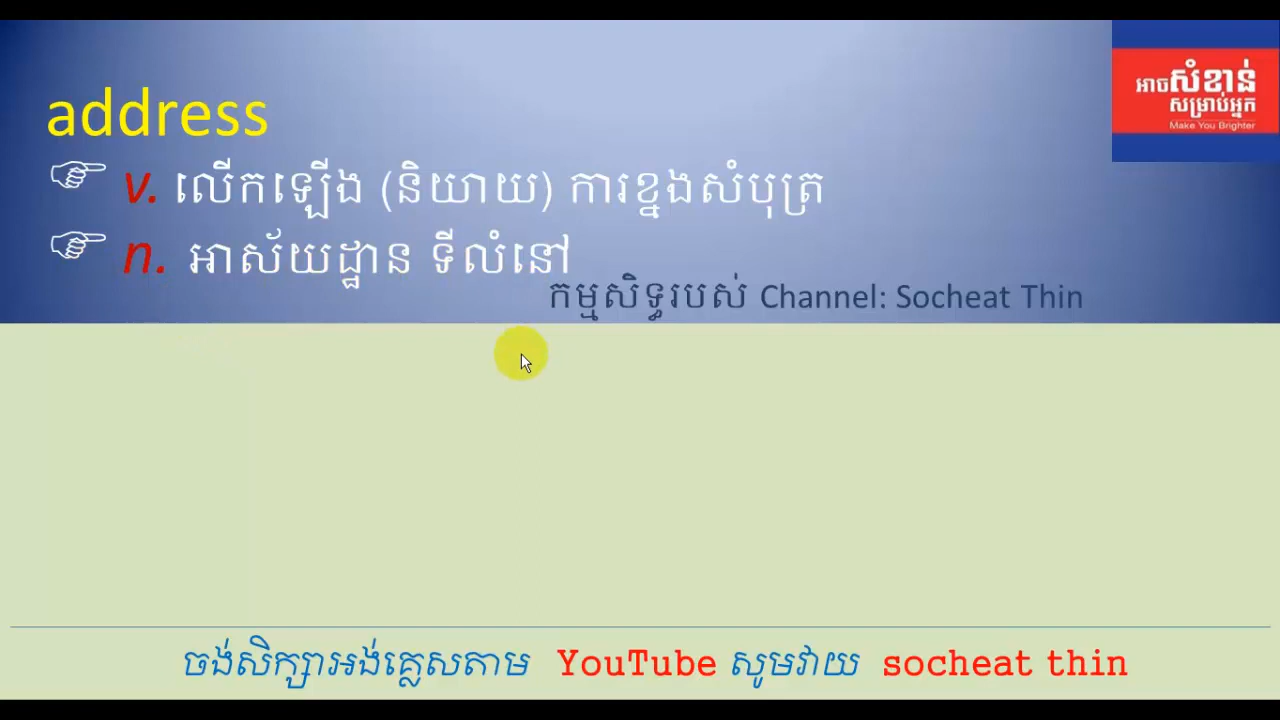 អាចសំខាន់
សម្រាប់អ្នក
Make You Brighter
address
v. លើកឡើង (និយាយ) ការខ្នងសំបុត្រ
n. អាស័យដ្ឋាន ទីលំនៅ
កម្មសិទ្ធរបស់ Channel: Socheat Thin
ចង់សិក្សាអង់គ្លេសតាម YouTube សូមវាយ socheat thin